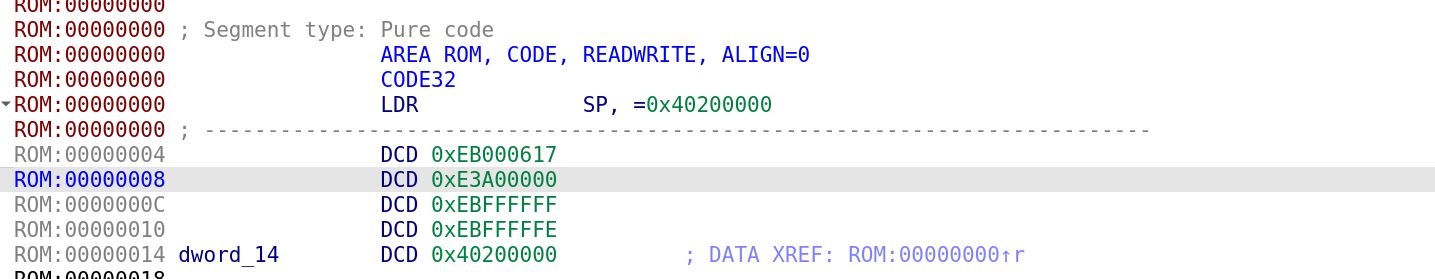 ROM:00000000
ROM:00000000 ; Segment type: Pure code
ROM:00000000 AREA ROM, CODE, READWRITE, ALIGN=0
ROM:00000000 CODE32
ROM:00000000 LDR SP, =0x40200000
ROM:00000000 ; ---------------------------------------------------------------------------
ROM:00000004 DCD 0xEB000617
ROM:00000008 DCD 0xE3A00000
ROM:0000000C DCD 0xEBFFFFFF
ROM:00000010 DCD 0xEBFFFFFE
ROM:00000014 dword_14 DCD 0x40200000 ; DATA XREF: ROM:00000000↑r
ROM:00000018